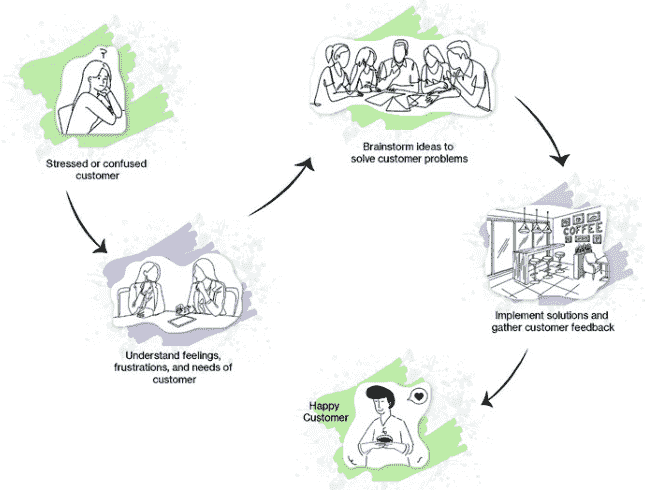 ?
Stressed or confused
customer
Understand feelings,
frustrations, and needs of
customer
Brainstorm ideas to
solve customer problems
COFFEE
Implement solutions and
gather customer feedback
Happy
Customer